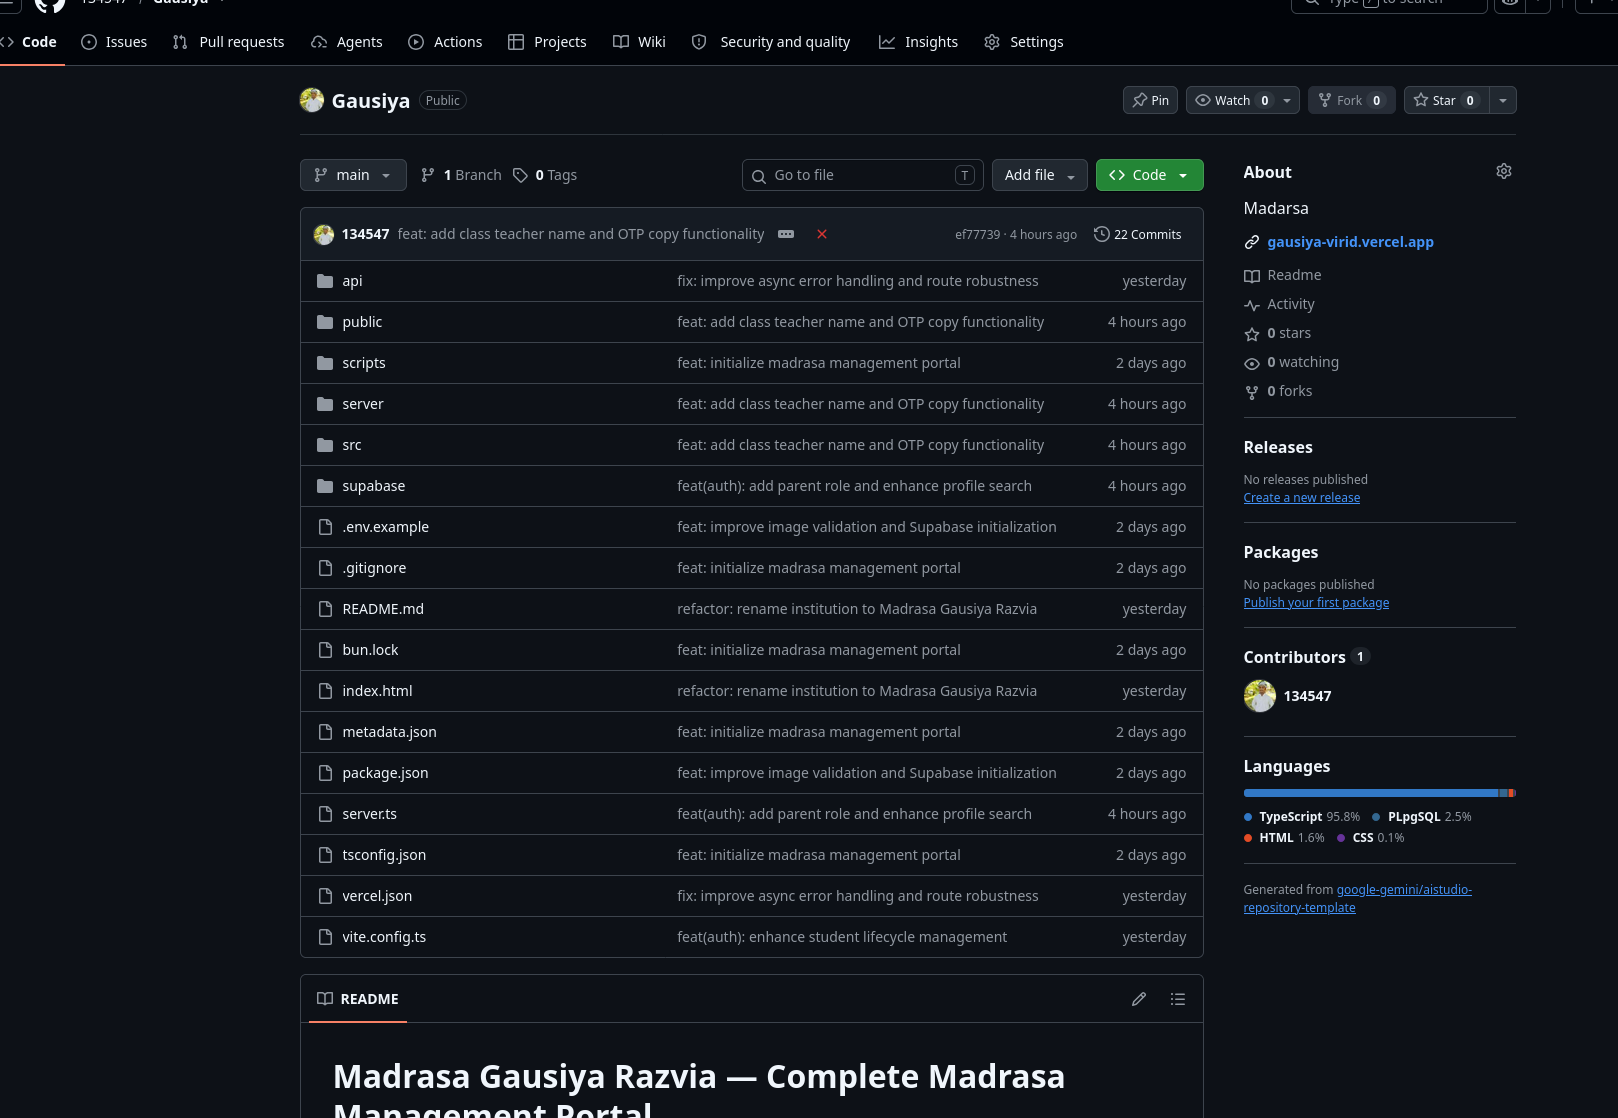 Gausiya
Type / to search
Code
Issues
Pull requests
Agents
Actions
Projects
Wiki
Security and quality
Insights
Settings
Gausiya Public
Pin
Watch 0
Fork 0
Star 0
main
1 Branch
0 Tags
Go to file T
Add file
Code
134547 feat: add class teacher name and OTP copy functionality
ef77739 · 4 hours ago
22 Commits
api fix: improve async error handling and route robustness yesterday
public feat: add class teacher name and OTP copy functionality 4 hours ago
scripts feat: initialize madrasa management portal 2 days ago
server feat: add class teacher name and OTP copy functionality 4 hours ago
src feat: add class teacher name and OTP copy functionality 4 hours ago
supabase feat(auth): add parent role and enhance profile search 4 hours ago
.env.example feat: improve image validation and Supabase initialization 2 days ago
.gitignore feat: initialize madrasa management portal 2 days ago
README.md refactor: rename institution to Madrasa Gausiya Razvia yesterday
bun.lock feat: initialize madrasa management portal 2 days ago
index.html refactor: rename institution to Madrasa Gausiya Razvia yesterday
metadata.json feat: initialize madrasa management portal 2 days ago
package.json feat: improve image validation and Supabase initialization 2 days ago
server.ts feat(auth): add parent role and enhance profile search 4 hours ago
tsconfig.json feat: initialize madrasa management portal 2 days ago
vercel.json fix: improve async error handling and route robustness yesterday
vite.config.ts feat(auth): enhance student lifecycle management yesterday
README
Madrasa Gausiya Razvia — Complete Madrasa
Management Portal
About
Madarsa
gausiya-virid.vercel.app
Readme
Activity
0 stars
0 watching
0 forks
Releases
No releases published
Create a new release
Packages
No packages published
Publish your first package
Contributors 1
134547
Languages
TypeScript 95.8% PLpgSQL 2.5%
HTML 1.6% CSS 0.1%
Generated from google-gemini/aistudio-
repository-template